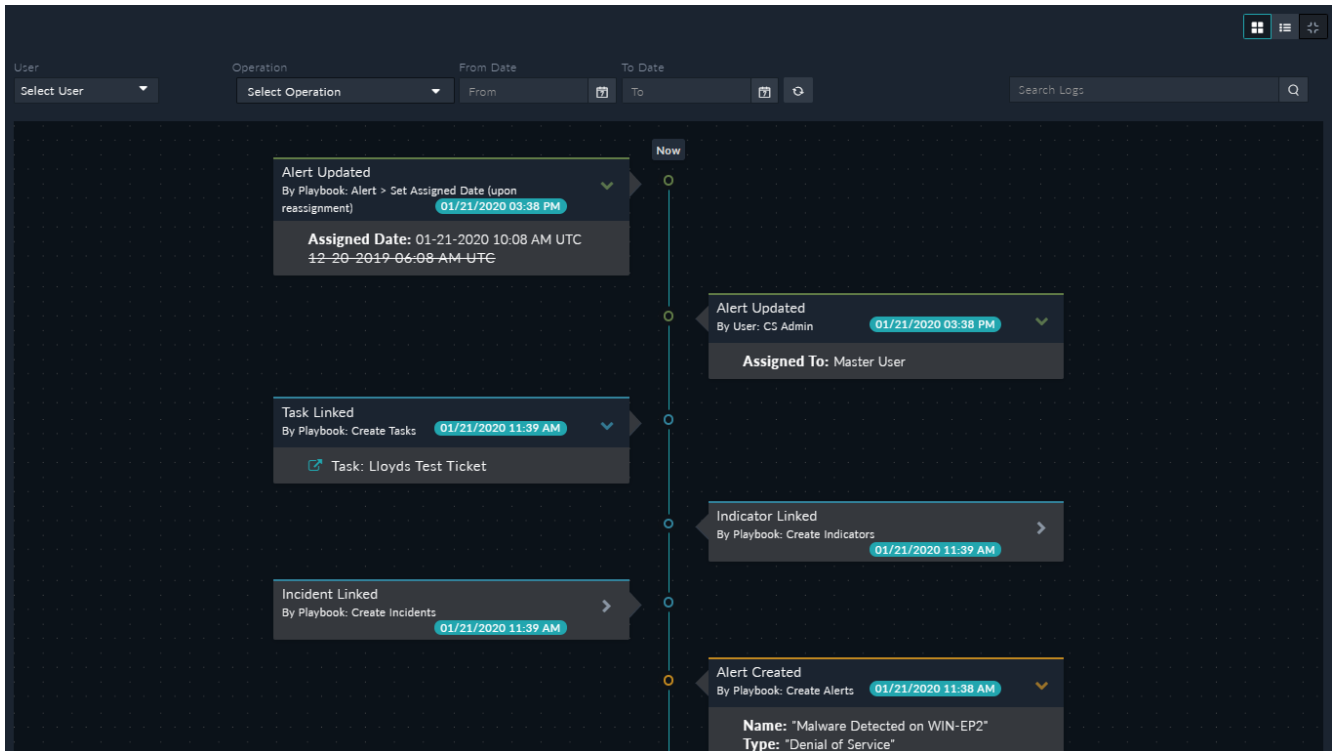 User
Operation
From Date
To Date
Select User
Select Operation
From
To
Search Logs
Now
Alert Updated
By Playbook: Alert > Set Assigned Date (upon
reassignment)
01/21/2020 03:38 PM
Assigned Date: 01-21-2020 10:08 AM UTC
12-20-2019 06:08 AM UTC
Alert Updated
By User: CS Admin
01/21/2020 03:38 PM
Assigned To: Master User
Task Linked
By Playbook: Create Tasks
01/21/2020 11:39 AM
Task: Lloyds Test Ticket
Indicator Linked
By Playbook: Create Indicators
01/21/2020 11:39 AM
Incident Linked
By Playbook: Create Incidents
01/21/2020 11:39 AM
Alert Created
By Playbook: Create Alerts
01/21/2020 11:38 AM
Name: "Malware Detected on WIN-EP2"
Type: "Denial of Service"